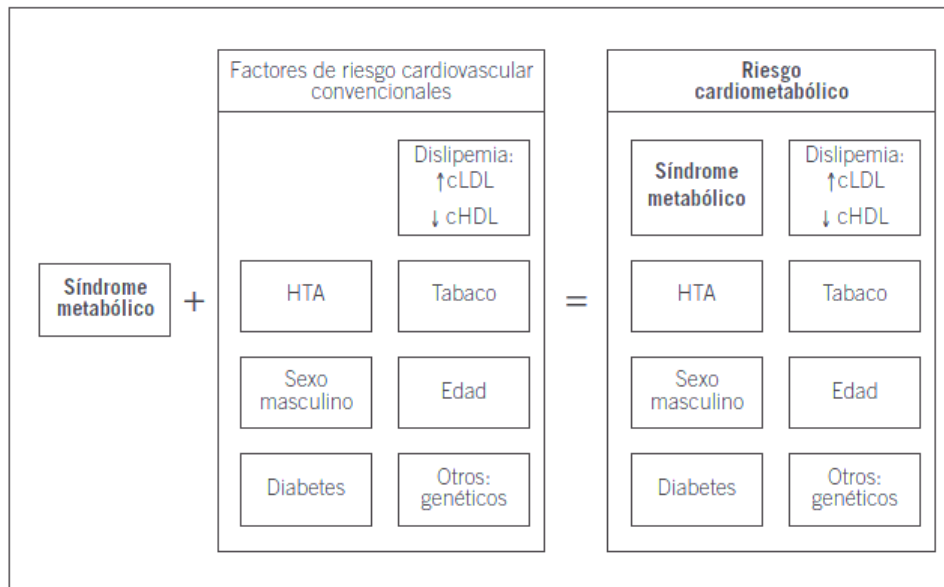 Síndrome
metabólico
+
Factores de riesgo cardiovascular
convencionales
Dislipemia:
↑cLDL
↓ cHDL
HTA
Tabaco
Sexo
masculino
Edad
Diabetes
Otros:
genéticos
=
Riesgo
cardiometabólico
Síndrome
metabólico
Dislipemia:
↑cLDL
↓ cHDL
HTA
Tabaco
Sexo
masculino
Edad
Diabetes
Otros:
genéticos